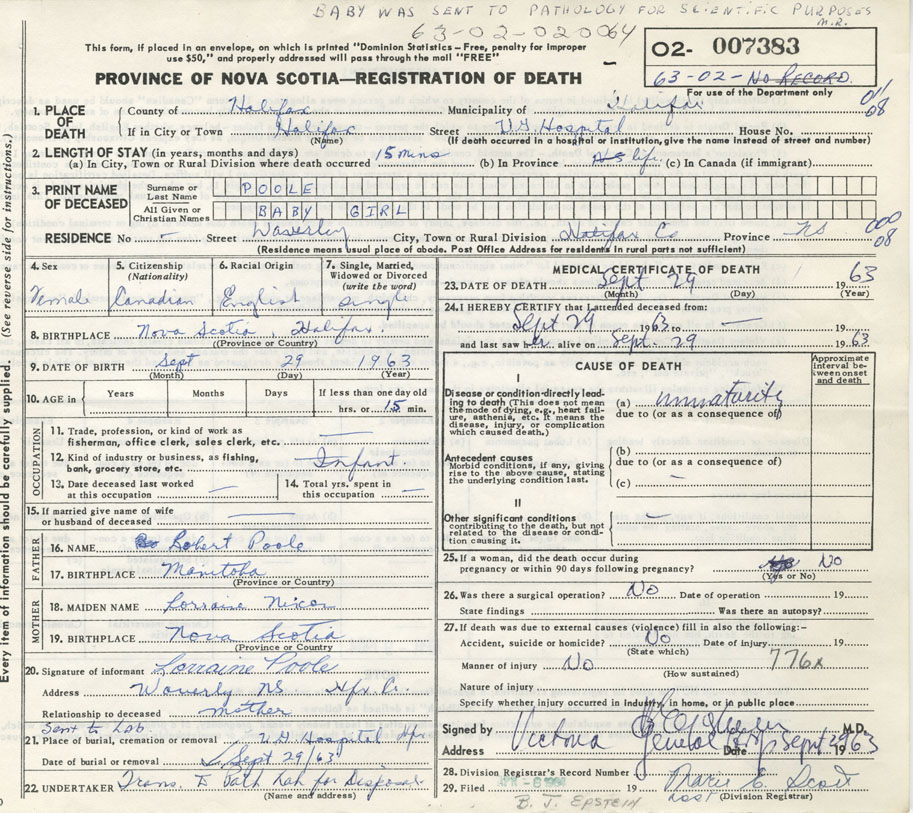 BABY WAS SENT TO PATHOLOGY FOR SCIENTIFIC PURPOSES
M.R.
63-02-020064
This form, if placed in an envelope, on which is printed "Dominion Statistics—Free, penalty for improper
use $50," and properly addressed will pass through the mail "FREE"
02- 007383
63-02- No RECORD.
For use of the Department only
PROVINCE OF NOVA SCOTIA—REGISTRATION OF DEATH
1. PLACE OF DEATH
County of Halifax Municipality of Halifax
08
If in City or Town Halifax Street V.G. Hospital House No.
(Name) (If death occurred in a hospital or institution, give the name instead of street and number)
2. LENGTH OF STAY (in years, months and days)
(a) In City, Town or Rural Division where death occurred 15 mins (b) In Province life (c) In Canada (if immigrant)
3. PRINT NAME OF DECEASED
Surname or Last Name POOLE
All Given or Christian Names BABY GIRL
RESIDENCE No — Street Waverley City, Town or Rural Division Halifax Co Province NS
000
08
(Residence means usual place of abode. Post Office Address for residents in rural parts not sufficient)
4. Sex Female
5. Citizenship (Nationality) Canadian
6. Racial Origin English
7. Single, Married, Widowed or Divorced (write the word) single
8. BIRTHPLACE Nova Scotia, Halifax.
(Province or Country)
9. DATE OF BIRTH Sept 29 1963
(Month) (Day) (Year)
10. AGE in Years Months Days If less than one day old
hrs. or 15 min.
OCCUPATION
11. Trade, profession, or kind of work as
fisherman, office clerk, sales clerk, etc. —
12. Kind of industry or business, as fishing,
bank, grocery store, etc. Infant.
13. Date deceased last worked
at this occupation —
14. Total yrs. spent in
this occupation —
15. If married give name of wife
or husband of deceased —
FATHER
16. NAME Robert Poole
17. BIRTHPLACE Manitoba
(Province or Country)
MOTHER
18. MAIDEN NAME Lorraine Nixon
19. BIRTHPLACE Nova Scotia
(Province or Country)
20. Signature of informant Lorraine Poole
Address Waverly NS Hfx Co.
Relationship to deceased mother
Sent to Lab.
21. Place of burial, cremation or removal V.G. Hospital Hfx
Date of burial or removal Sept 29/63
22. UNDERTAKER Trans. to Path Lab for Disposal
(Name and address)
MEDICAL CERTIFICATE OF DEATH
23. DATE OF DEATH Sept 29 1963
(Month) (Day) (Year)
24. I HEREBY CERTIFY that I attended deceased from:
Sept 29 1963 to — 19
and last saw her alive on Sept. 29 1963
CAUSE OF DEATH
Approximate interval between onset and death
I
Disease or condition directly leading to death (This does not mean the mode of dying, e.g., heart failure, asthenia, etc. It means the disease, injury, or complication which caused death.)
(a) immaturity
due to (or as a consequence of)
Antecedent causes
Morbid conditions, if any, giving rise to the above cause, stating the underlying condition last.
(b)
due to (or as a consequence of)
(c) —
II
Other significant conditions
contributing to the death, but not related to the disease or condition causing it. —
25. If a woman, did the death occur during
pregnancy or within 90 days following pregnancy? No
(Yes or No)
26. Was there a surgical operation? No Date of operation 19
State findings Was there an autopsy?
27. If death was due to external causes (violence) fill in also the following:—
Accident, suicide or homicide? No Date of injury 19
(State which)
Manner of injury No 776X
(How sustained)
Nature of injury
Specify whether injury occurred in Industry, in home, or in public place
Signed by M.D.
Address Victoria General Hosp Date Sept 29 1963
28. Division Registrar's Record Number
29. Filed 19 Marie E. Scott
(Division Registrar)
B. J. EPSTEIN
Every item of information should be carefully supplied. (See reverse side for instructions.)